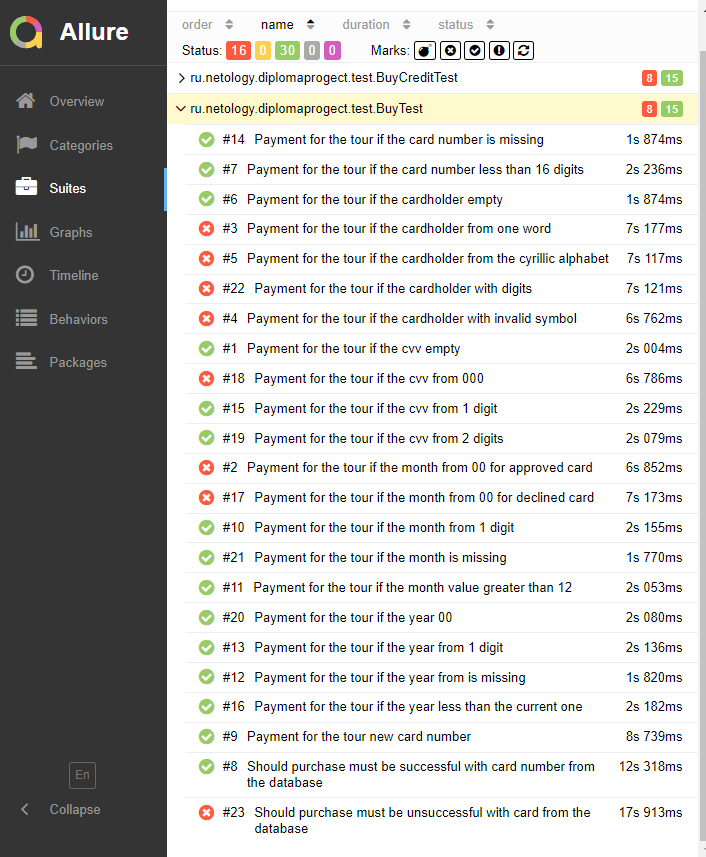 Allure
Overview
Categories
Suites
Graphs
Timeline
Behaviors
Packages
En
Collapse
order name duration status
Status: 16 0 30 0 0 Marks:
ru.netology.diplomaprogect.test.BuyCreditTest 8 15
ru.netology.diplomaprogect.test.BuyTest 8 15
#14 Payment for the tour if the card number is missing 1s 874ms
#7 Payment for the tour if the card number less than 16 digits 2s 236ms
#6 Payment for the tour if the cardholder empty 1s 874ms
#3 Payment for the tour if the cardholder from one word 7s 177ms
#5 Payment for the tour if the cardholder from the cyrillic alphabet 7s 117ms
#22 Payment for the tour if the cardholder with digits 7s 121ms
#4 Payment for the tour if the cardholder with invalid symbol 6s 762ms
#1 Payment for the tour if the cvv empty 2s 004ms
#18 Payment for the tour if the cvv from 000 6s 786ms
#15 Payment for the tour if the cvv from 1 digit 2s 229ms
#19 Payment for the tour if the cvv from 2 digits 2s 079ms
#2 Payment for the tour if the month from 00 for approved card 6s 852ms
#17 Payment for the tour if the month from 00 for declined card 7s 173ms
#10 Payment for the tour if the month from 1 digit 2s 155ms
#21 Payment for the tour if the month is missing 1s 770ms
#11 Payment for the tour if the month value greater than 12 2s 053ms
#20 Payment for the tour if the year 00 2s 080ms
#13 Payment for the tour if the year from 1 digit 2s 136ms
#12 Payment for the tour if the year from is missing 1s 820ms
#16 Payment for the tour if the year less than the current one 2s 182ms
#9 Payment for the tour new card number 8s 739ms
#8 Should purchase must be successful with card number from 12s 318ms
the database
#23 Should purchase must be unsuccessful with card from the 17s 913ms
database